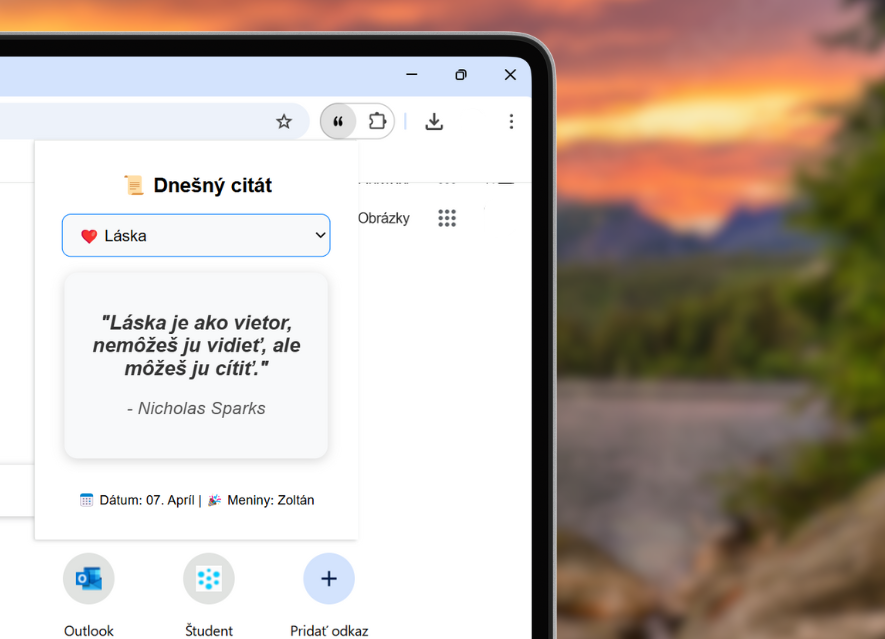 Dnešný citát
Láska
Obrázky
"Láska je ako vietor,
nemôžeš ju vidieť, ale
môžeš ju cítiť."
- Nicholas Sparks
Dátum: 07. Apríl | Meniny: Zoltán
Outlook
Študent
Pridať odkaz